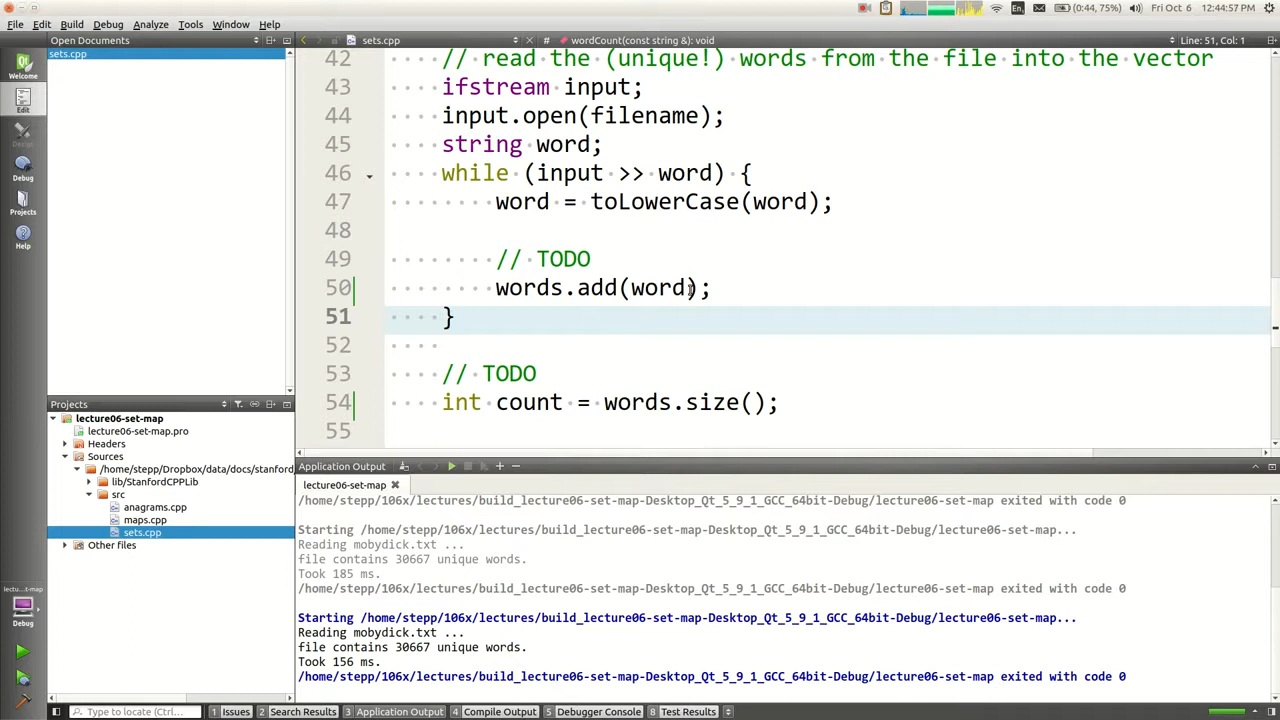 (0:44, 75%) Fri Oct 6 12:44:57 PM
En
File Edit View Build Debug Analyze Tools Window Help
Open Documents
sets.cpp
wordCount(const string &): void
Line: 51, Col: 1
sets.cpp
Welcome
Edit
Design
Debug
Projects
Help
42 // read the (unique!) words from the file into the vector
43 ifstream input;
44 input.open(filename);
45 string word;
46 while (input >> word) {
47 word = toLowerCase(word);
48
49 // TODO
50 words.add(word);
51 }
52
53 // TODO
54 int count = words.size();
55
Projects
lecture06-set-map
lecture06-set-map.pro
Headers
Sources
/home/stepp/Dropbox/data/docs/stanford
lib/StanfordCPPLib
src
anagrams.cpp
maps.cpp
sets.cpp
Other files
lectu...t-map
Debug
Application Output
lecture06-set-map
/home/stepp/106x/lectures/build_lecture06-set-map-Desktop_Qt_5_9_1_GCC_64bit-Debug/lecture06-set-map exited with code 0
Starting /home/stepp/106x/lectures/build_lecture06-set-map-Desktop_Qt_5_9_1_GCC_64bit-Debug/lecture06-set-map...
Reading mobydick.txt ...
file contains 30667 unique words.
Took 185 ms.
/home/stepp/106x/lectures/build_lecture06-set-map-Desktop_Qt_5_9_1_GCC_64bit-Debug/lecture06-set-map exited with code 0
Starting /home/stepp/106x/lectures/build_lecture06-set-map-Desktop_Qt_5_9_1_GCC_64bit-Debug/lecture06-set-map...
Reading mobydick.txt ...
file contains 30667 unique words.
Took 156 ms.
/home/stepp/106x/lectures/build_lecture06-set-map-Desktop_Qt_5_9_1_GCC_64bit-Debug/lecture06-set-map exited with code 0
Type to locate (Ctrl... 1 Issues 2 Search Results 3 Application Output 4 Compile Output 5 Debugger Console 8 Test Results